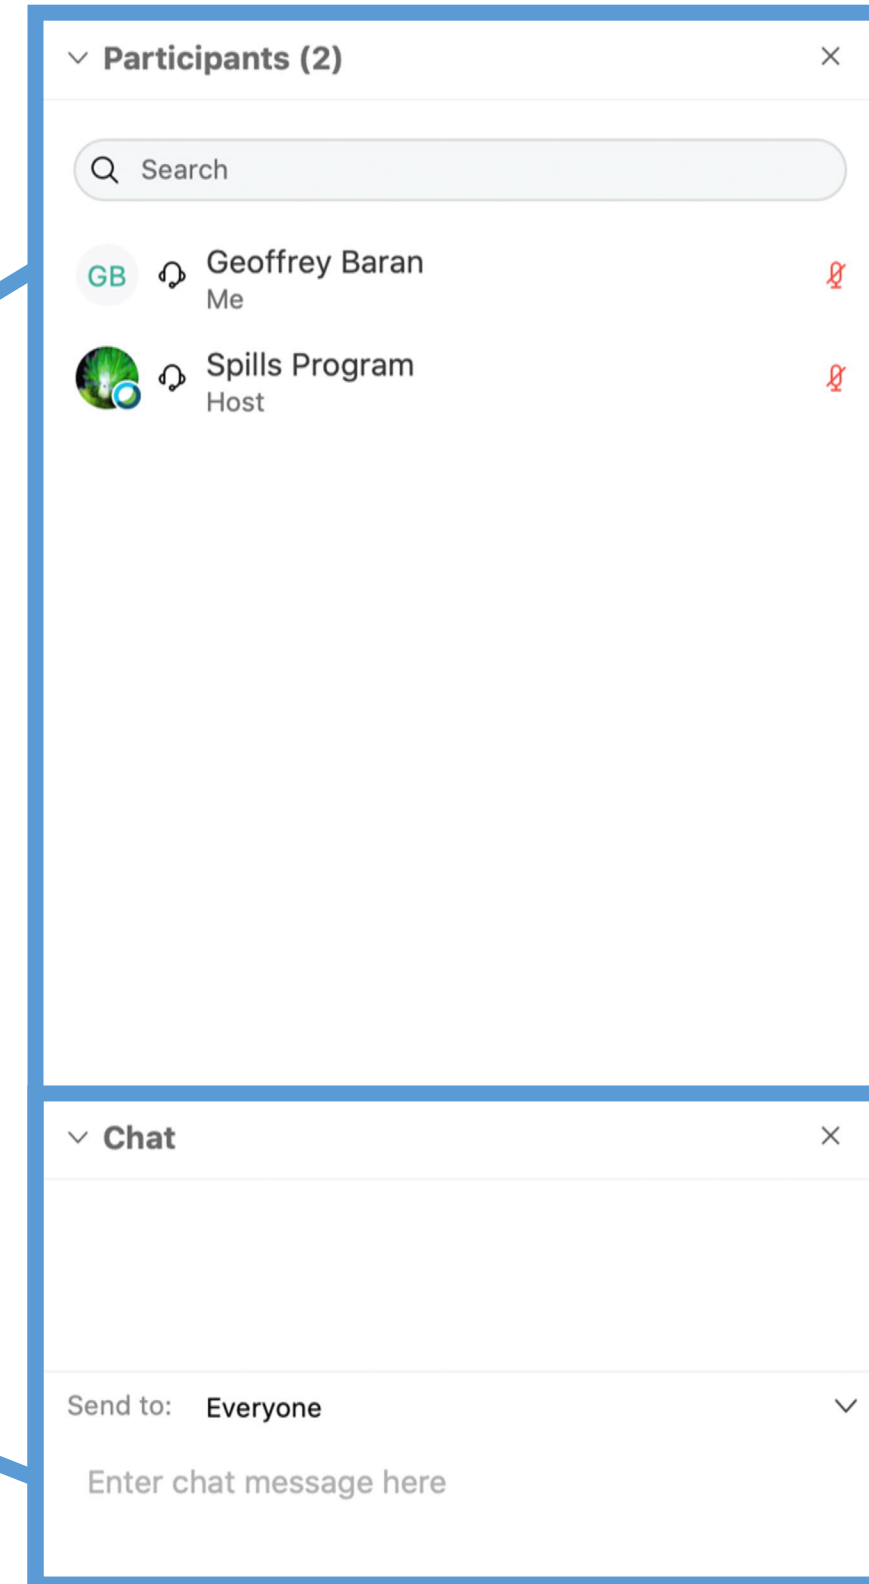 Participants (2)
Search
GB
Geoffrey Baran
Me
Spills Program
Host
Chat
Send to: Everyone
Enter chat message here